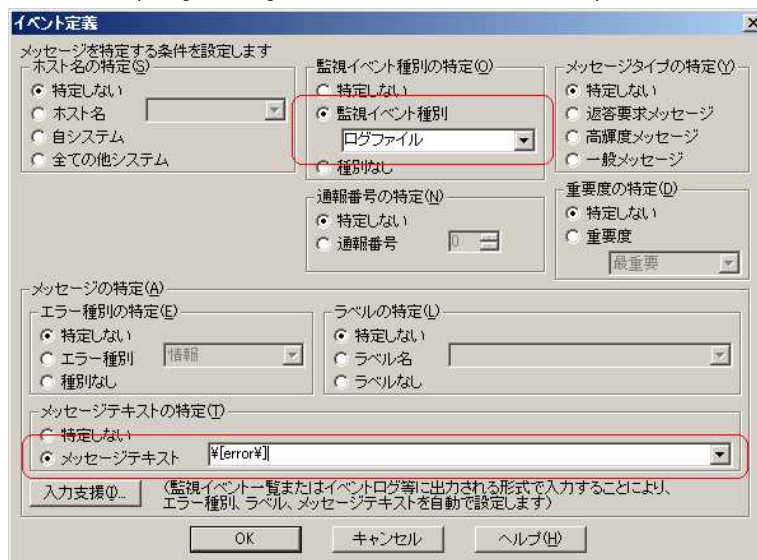 イベント定義
メッセージを特定する条件を設定します
ホスト名の特定(S)
特定しない
ホスト名
自システム
全ての他システム
監視イベント種別の特定(O)
特定しない
監視イベント種別
ログファイル
種別なし
メッセージタイプの特定(Y)
特定しない
返答要求メッセージ
高輝度メッセージ
一般メッセージ
通報番号の特定(N)
特定しない
通報番号 0
重要度の特定(D)
特定しない
重要度
最重要
メッセージの特定(A)
エラー種別の特定(E)
特定しない
エラー種別 情報
種別なし
ラベルの特定(L)
特定しない
ラベル名
ラベルなし
メッセージテキストの特定(T)
特定しない
メッセージテキスト ¥[error¥]
入力支援(I)...
(監視イベント一覧またはイベントログ等に出力される形式で入力することにより、
エラー種別、ラベル、メッセージテキストを自動で設定します)
OK キャンセル ヘルプ(H)